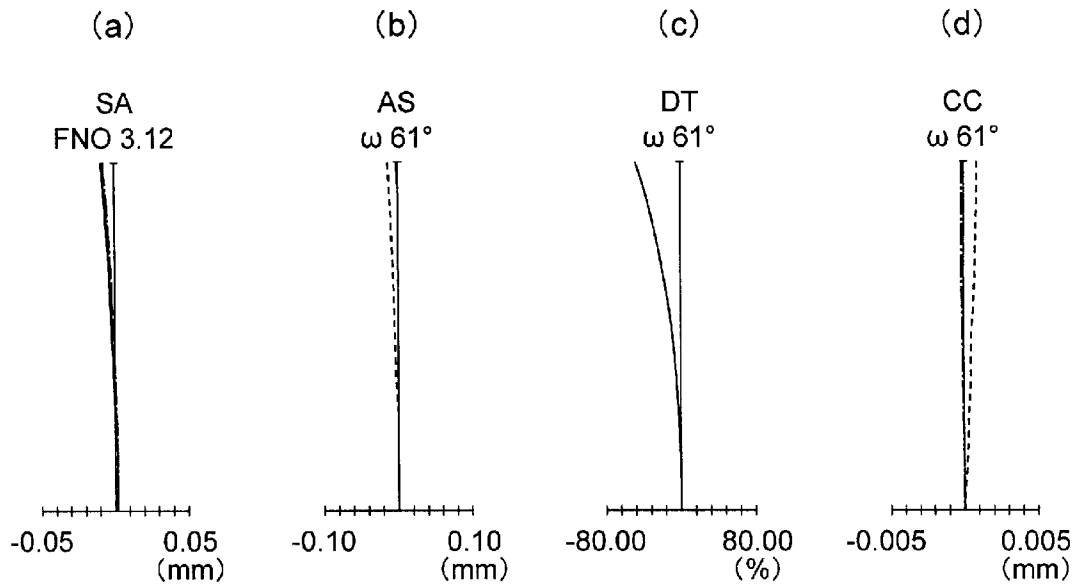 (a) (b) (c) (d)
SA AS DT CC
FNO 3.12 ω 61° ω 61° ω 61°
-0.05 0.05 -0.10 0.10 -80.00 80.00 -0.005 0.005
(mm) (mm) (%) (mm)